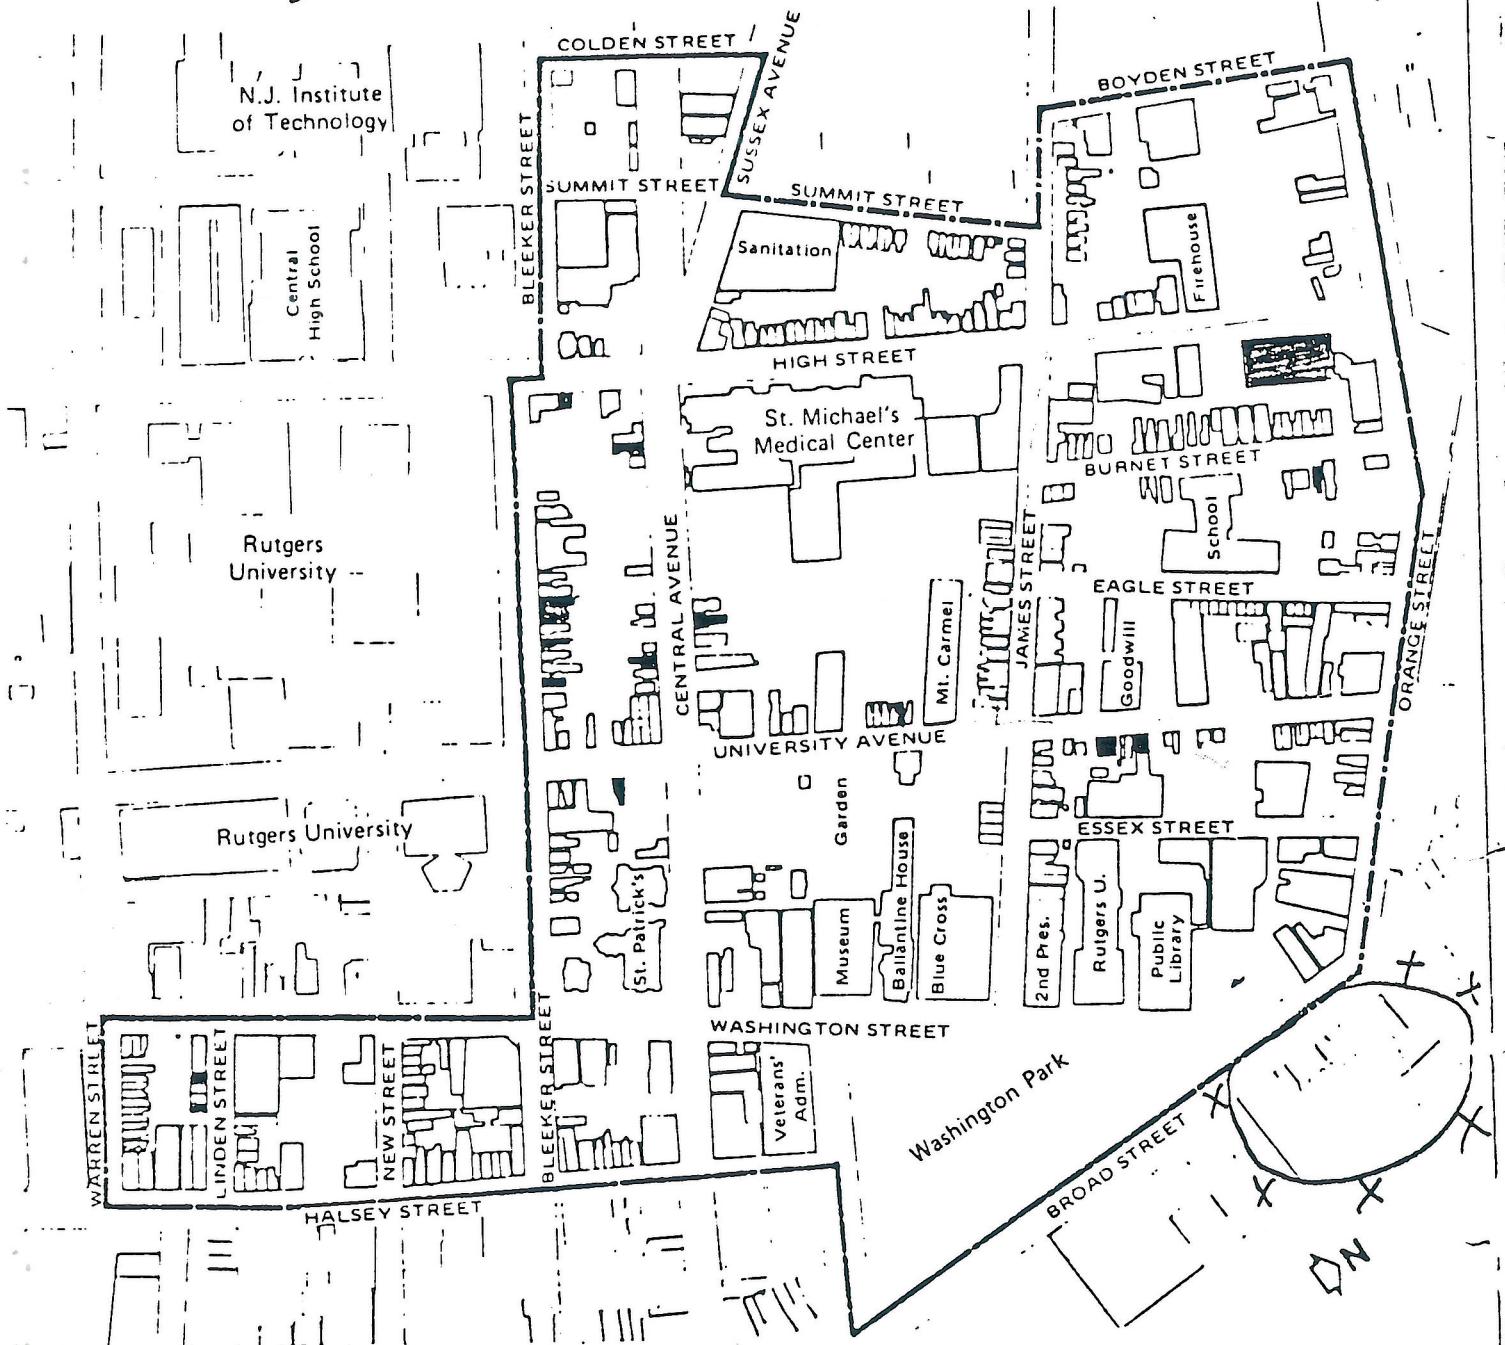 COLDEN STREET
SUSSEX AVENUE
BOYDEN STREET
N.J. Institute
of Technology
BLEEKER STREET
SUMMIT STREET
SUMMIT STREET
Central
High School
Sanitation
Firehouse
HIGH STREET
St. Michael's
Medical Center
BURNET STREET
School
Rutgers
University
CENTRAL AVENUE
JAMES STREET
EAGLE STREET
ORANGE STREET
Mt. Carmel
Goodwill
UNIVERSITY AVENUE
Garden
Rutgers University
ESSEX STREET
St. Patrick's
Museum
Ballantine House
Blue Cross
2nd Pres.
Rutgers U.
Public
Library
WASHINGTON STREET
WARREN STREET
LINDEN STREET
NEW STREET
BLEEKER STREET
Veterans'
Adm.
Washington Park
BROAD STREET
HALSEY STREET
N